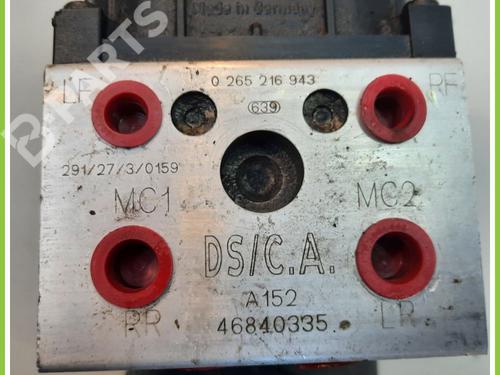 Made in Germany
0 265 216 943
LF
RF
639
291/27/3/0159
MC1
MC2
DS/C.A.
A152
RR
46840335
LR
B-PARTS